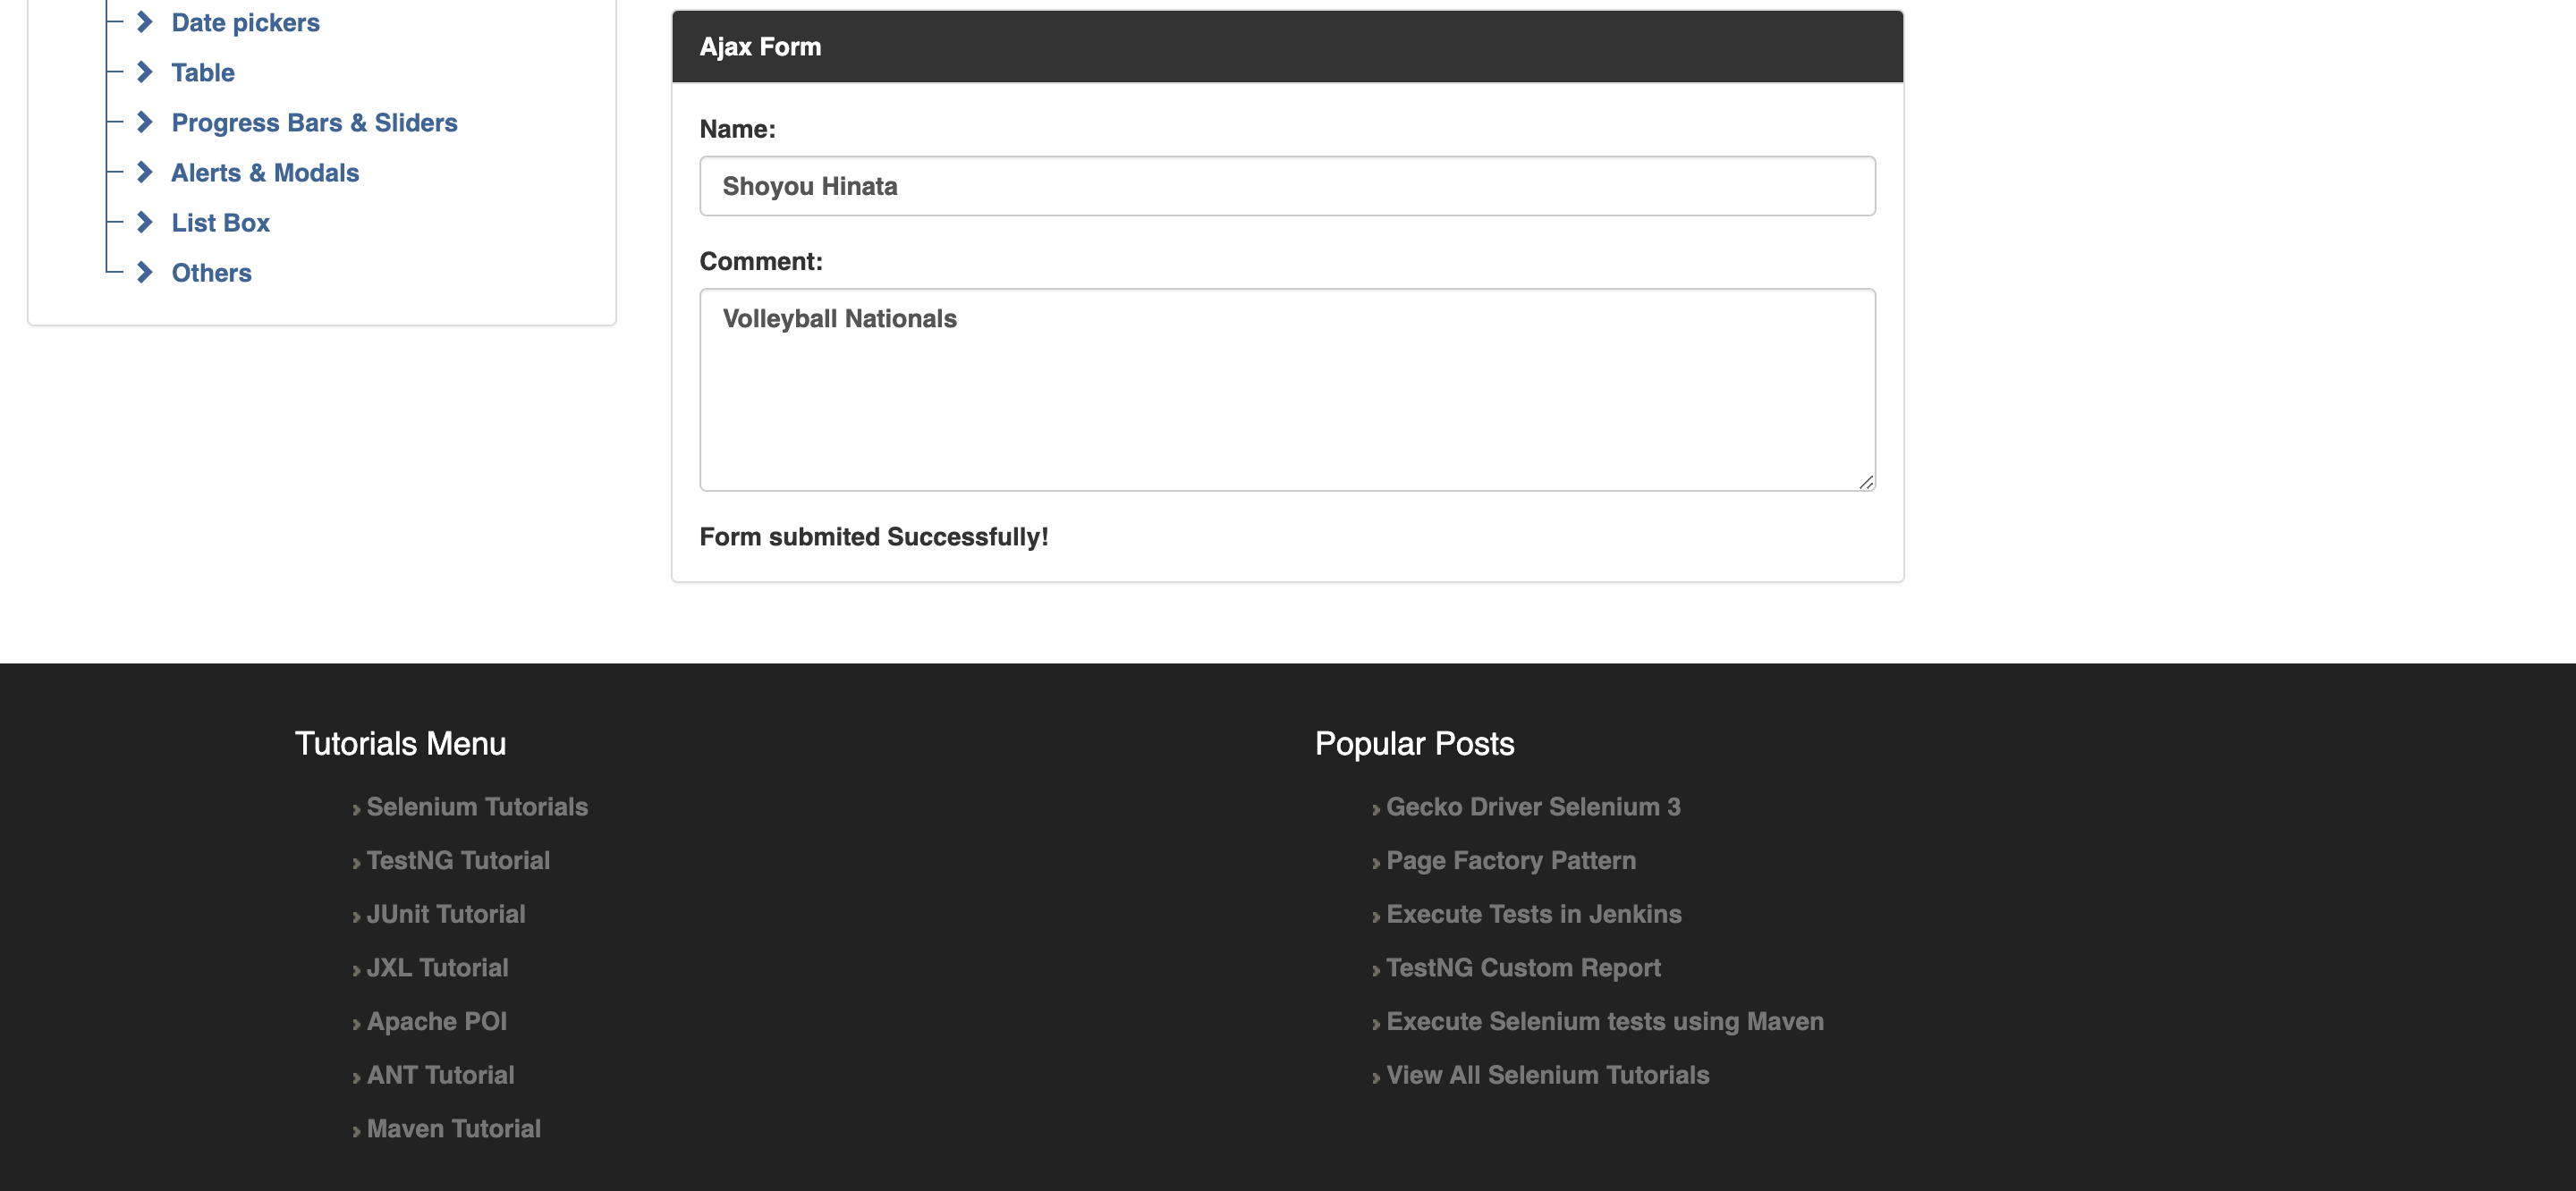 Date pickers
Table
Progress Bars & Sliders
Alerts & Modals
List Box
Others
Ajax Form
Name:
Shoyou Hinata
Comment:
Volleyball Nationals
Form submited Successfully!
Tutorials Menu
Selenium Tutorials
TestNG Tutorial
JUnit Tutorial
JXL Tutorial
Apache POI
ANT Tutorial
Maven Tutorial
Popular Posts
Gecko Driver Selenium 3
Page Factory Pattern
Execute Tests in Jenkins
TestNG Custom Report
Execute Selenium tests using Maven
View All Selenium Tutorials